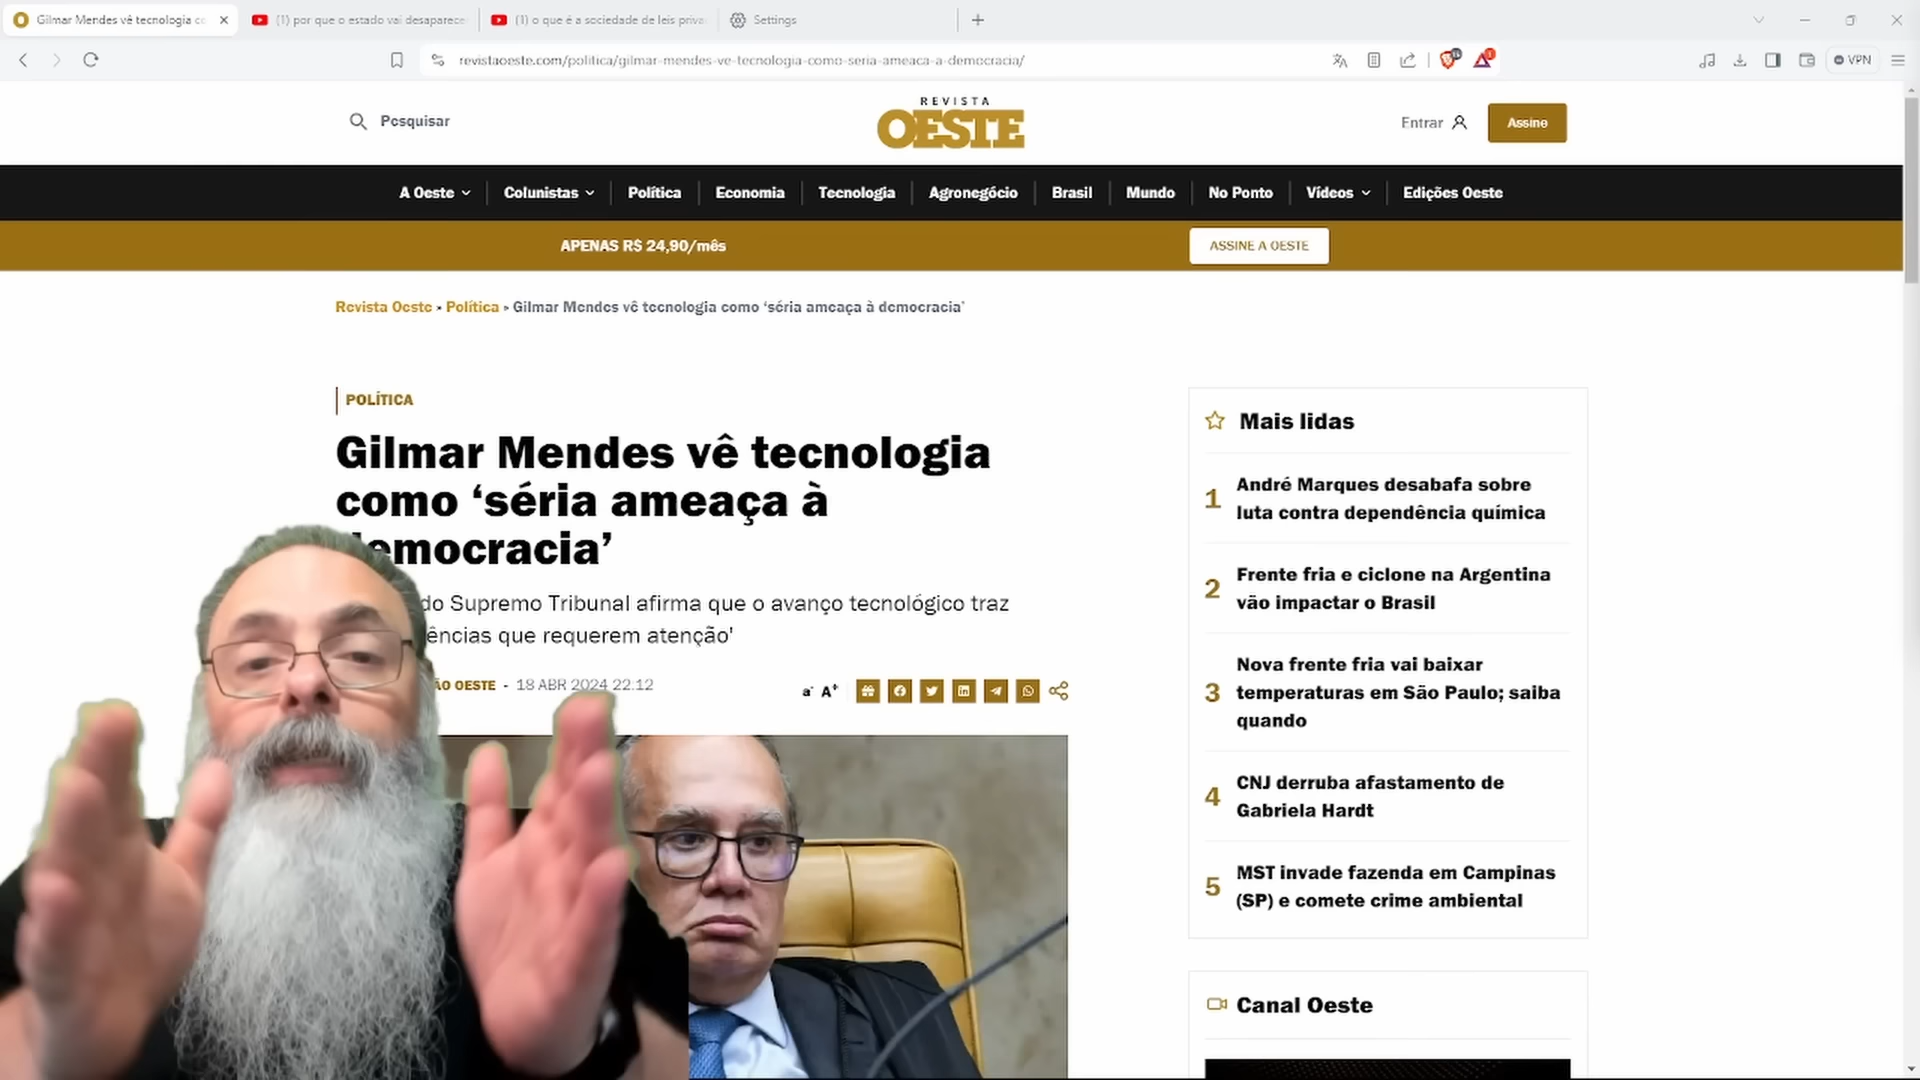 Gilmar Mendes vê tecnologia co
(1) por que o estado vai desaparece
(1) o que é a sociedade de leis priva
Settings
revistaoeste.com/politica/gilmar-mendes-ve-tecnologia-como-seria-ameaca-a-democracia/
VPN
Pesquisar
REVISTA
OESTE
Entrar
Assine
A Oeste
Colunistas
Política
Economia
Tecnologia
Agronegócio
Brasil
Mundo
No Ponto
Vídeos
Edições Oeste
APENAS R$ 24,90/mês
ASSINE A OESTE
Revista Oeste • Política » Gilmar Mendes vê tecnologia como ‘séria ameaça à democracia’
POLÍTICA
Gilmar Mendes vê tecnologia
como ‘séria ameaça à
democracia’
do Supremo Tribunal afirma que o avanço tecnológico traz
ências que requerem atenção'
ÃO OESTE - 18 ABR 2024 22:12
a- A+
Mais lidas
1
André Marques desabafa sobre
luta contra dependência química
2
Frente fria e ciclone na Argentina
vão impactar o Brasil
3
Nova frente fria vai baixar
temperaturas em São Paulo; saiba
quando
4
CNJ derruba afastamento de
Gabriela Hardt
5
MST invade fazenda em Campinas
(SP) e comete crime ambiental
Canal Oeste